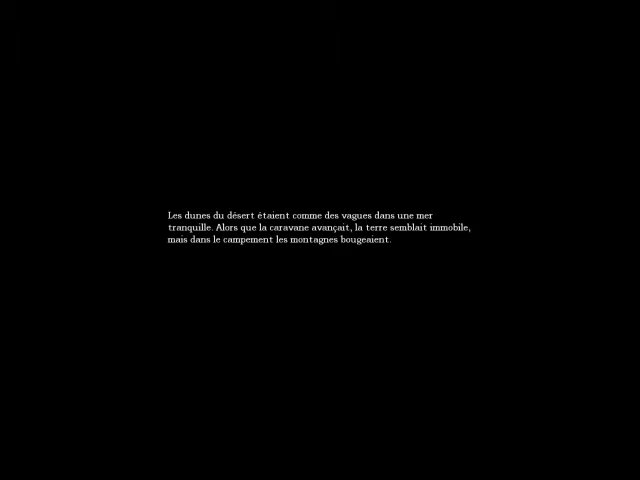 Les dunes du désert étaient comme des vagues dans une mer
tranquille. Alors que la caravane avançait, la terre semblait immobile,
mais dans le campement les montagnes bougeaient.